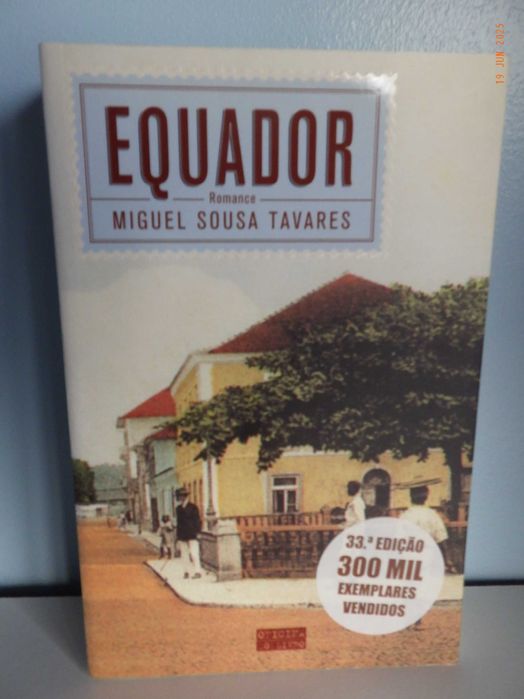 19 JUN 2025
EQUADOR
Romance
MIGUEL SOUSA TAVARES
33.ª EDIÇÃO
300 MIL
EXEMPLARES
VENDIDOS